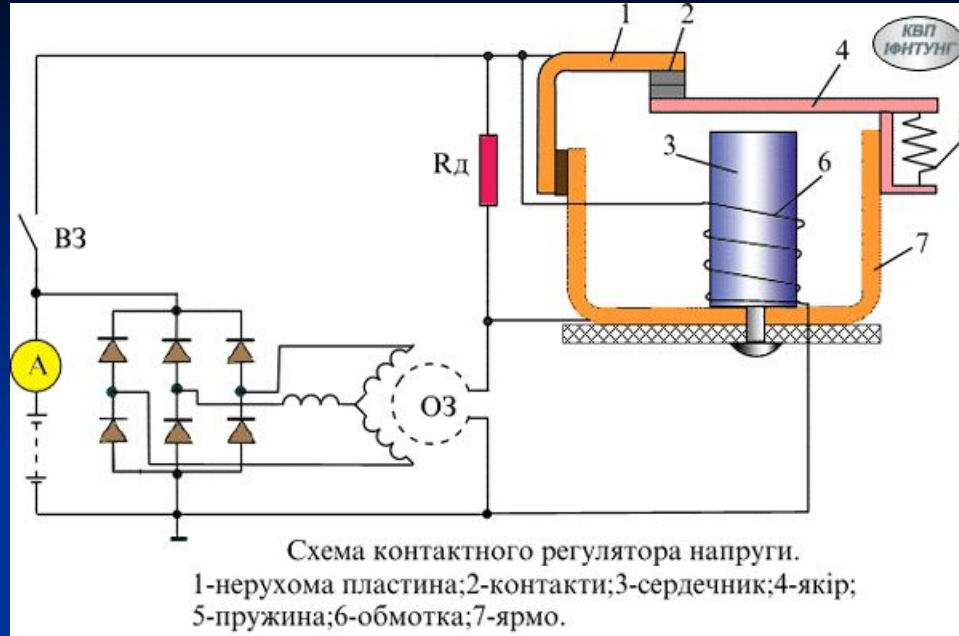 1
2
КВП
ІФНТУНГ
4
Rд
3
6
ВЗ
7
А
ОЗ
Схема контактного регулятора напруги.
1-нерухома пластина;2-контакти;3-сердечник;4-якір;
5-пружина;6-обмотка;7-ярмо.